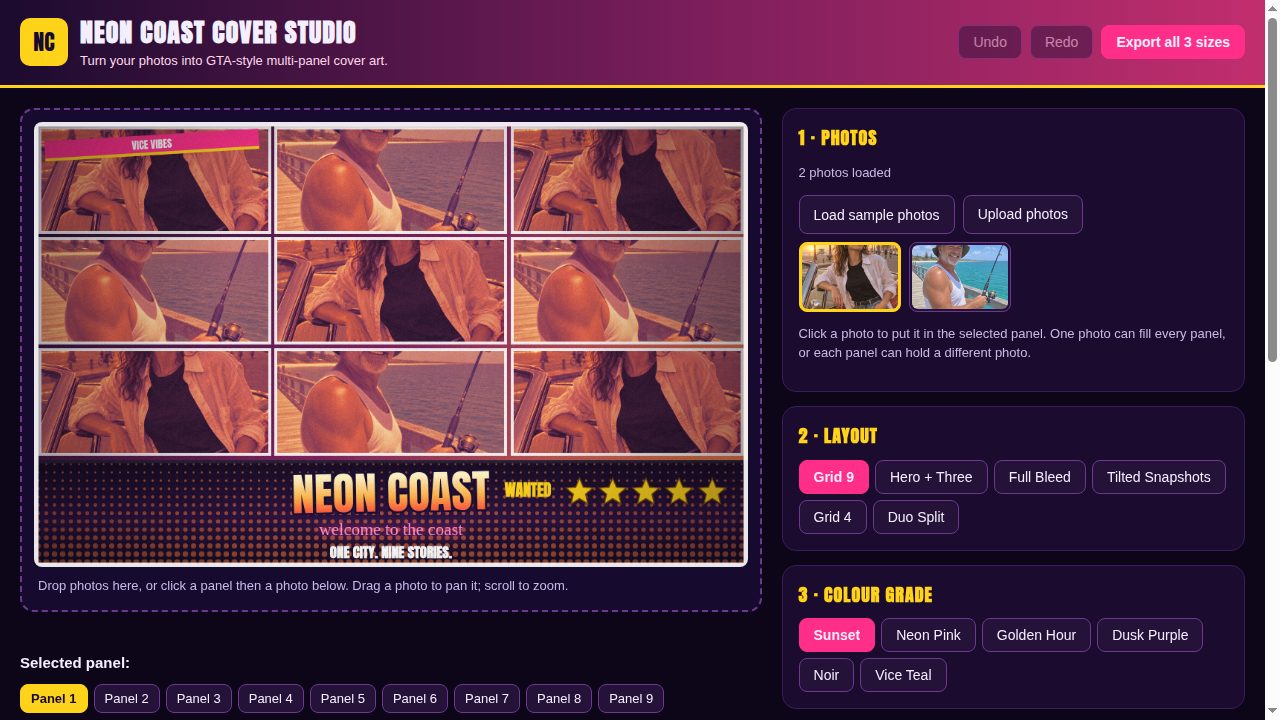 NC
NEON COAST COVER STUDIO
Turn your photos into GTA-style multi-panel cover art.
Undo
Redo
Export all 3 sizes
VICE VIBES
NEON COAST
WANTED
welcome to the coast
ONE CITY. NINE STORIES.
Drop photos here, or click a panel then a photo below. Drag a photo to pan it; scroll to zoom.
Selected panel:
Panel 1
Panel 2
Panel 3
Panel 4
Panel 5
Panel 6
Panel 7
Panel 8
Panel 9
1 · PHOTOS
2 photos loaded
Load sample photos
Upload photos
Click a photo to put it in the selected panel. One photo can fill every panel,
or each panel can hold a different photo.
2 · LAYOUT
Grid 9
Hero + Three
Full Bleed
Tilted Snapshots
Grid 4
Duo Split
3 · COLOUR GRADE
Sunset
Neon Pink
Golden Hour
Dusk Purple
Noir
Vice Teal